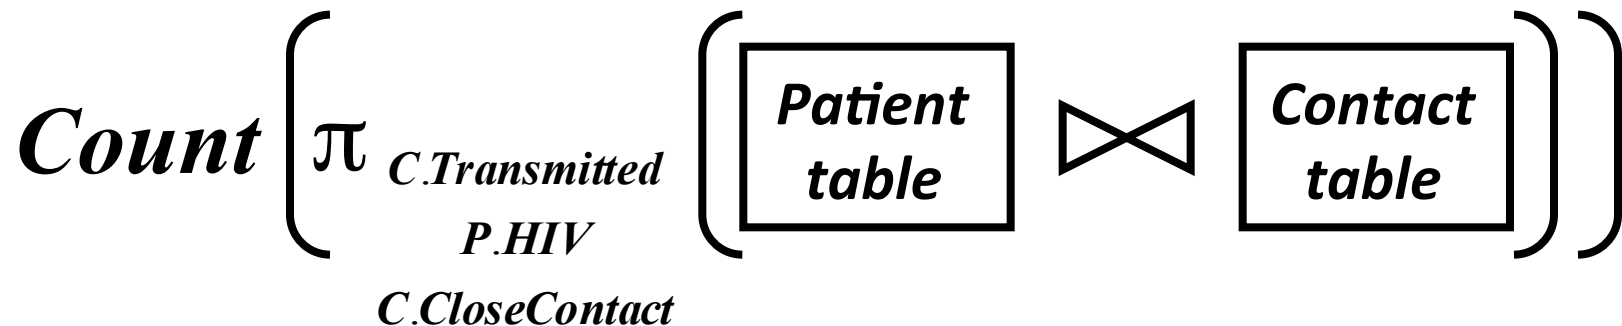 Count ( π C.Transmitted P.HIV C.CloseContact ( Patient table ⋈ Contact table ) )